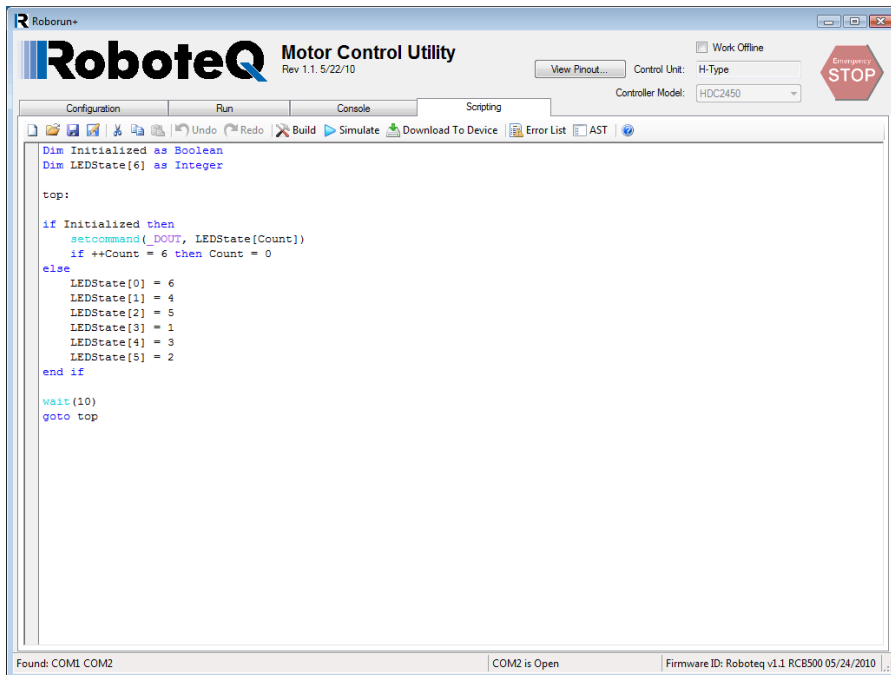 Roborun+
RoboteQ
Motor Control Utility
Rev 1.1. 5/22/10
Work Offline
View Pinout...
Control Unit:
H-Type
Controller Model:
HDC2450
Emergency
STOP
Configuration
Run
Console
Scripting
Undo Redo Build Simulate Download To Device Error List AST
Dim Initialized as Boolean
Dim LEDState[6] as Integer
top:
if Initialized then
setcommand(_DOUT, LEDState[Count])
if ++Count = 6 then Count = 0
else
LEDState[0] = 6
LEDState[1] = 4
LEDState[2] = 5
LEDState[3] = 1
LEDState[4] = 3
LEDState[5] = 2
end if
wait(10)
goto top
Found: COM1 COM2
COM2 is Open
Firmware ID: Roboteq v1.1 RCB500 05/24/2010